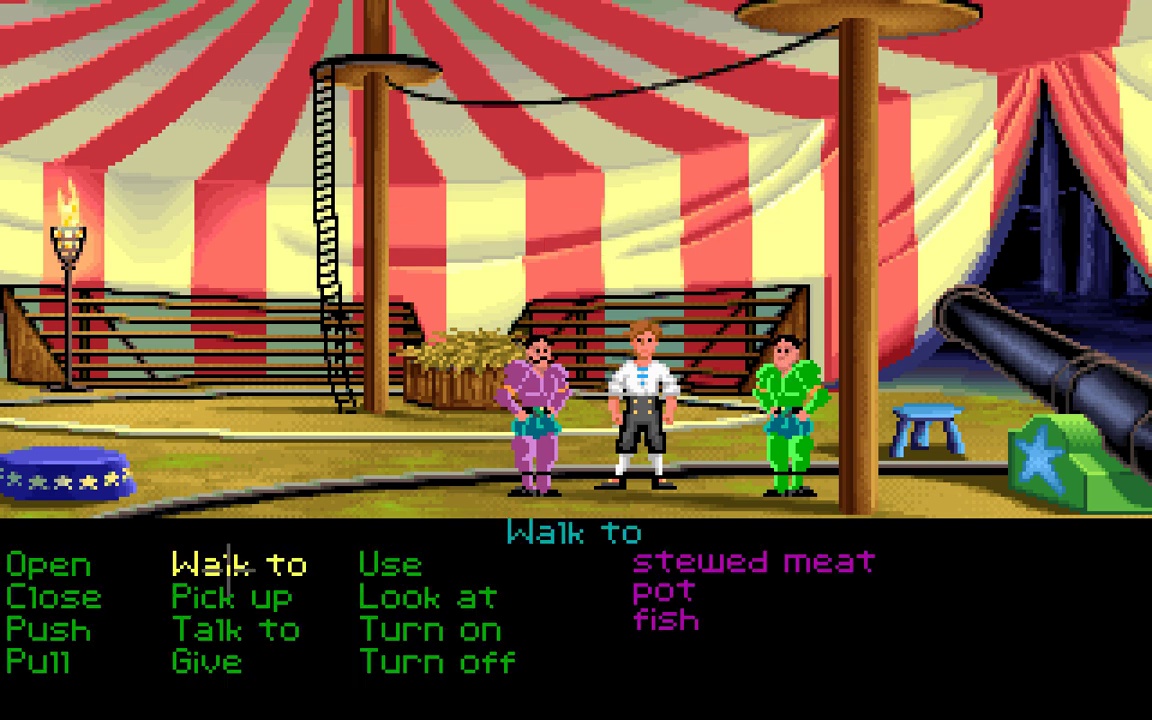 Walk to
Open Walk to Use stewed meat
Close Pick up Look at pot
Push Talk to Turn on fish
Pull Give Turn off